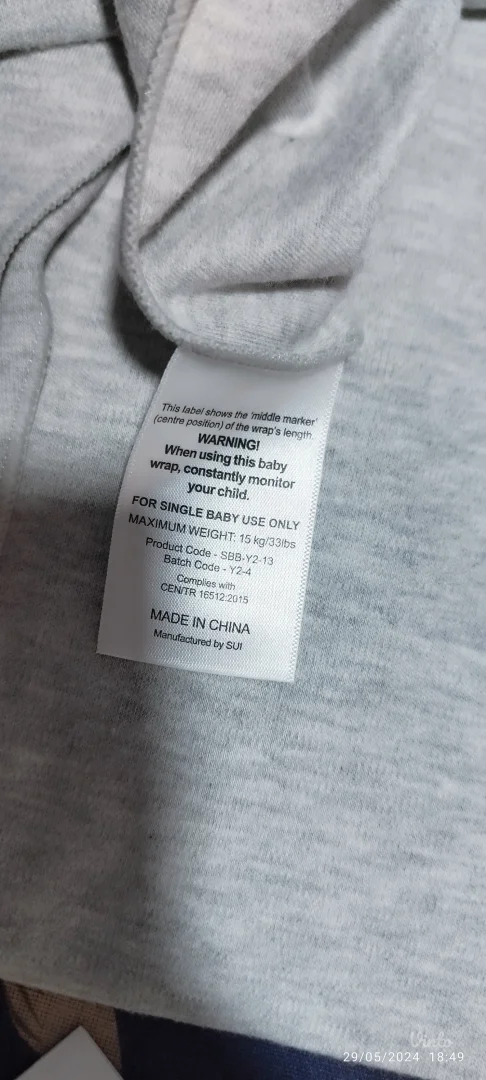 This label shows the 'middle marker'
(centre position) of the wrap's length.
WARNING!
When using this baby
wrap, constantly monitor
your child.
FOR SINGLE BABY USE ONLY
MAXIMUM WEIGHT: 15 kg/33lbs
Product Code - SBB-Y2-13
Batch Code - Y2-4
Complies with
CEN/TR 16512:2015
MADE IN CHINA
Manufactured by SUI
29/05/2024 18:49